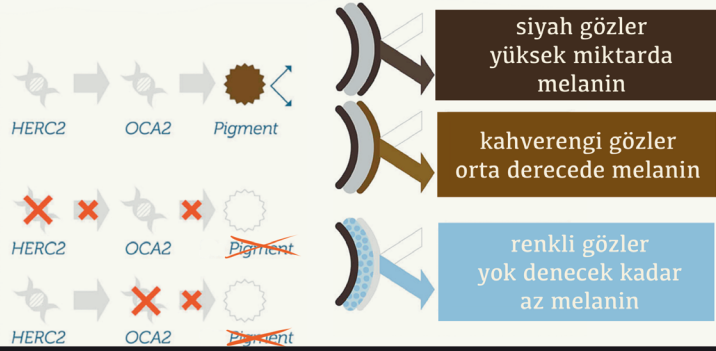 HERC2 OCA2 Pigment
HERC2 OCA2 Pigment
HERC2 OCA2 Pigment
siyah gözler
yüksek miktarda
melanin
kahverengi gözler
orta derecede melanin
renkli gözler
yok denecek kadar
az melanin